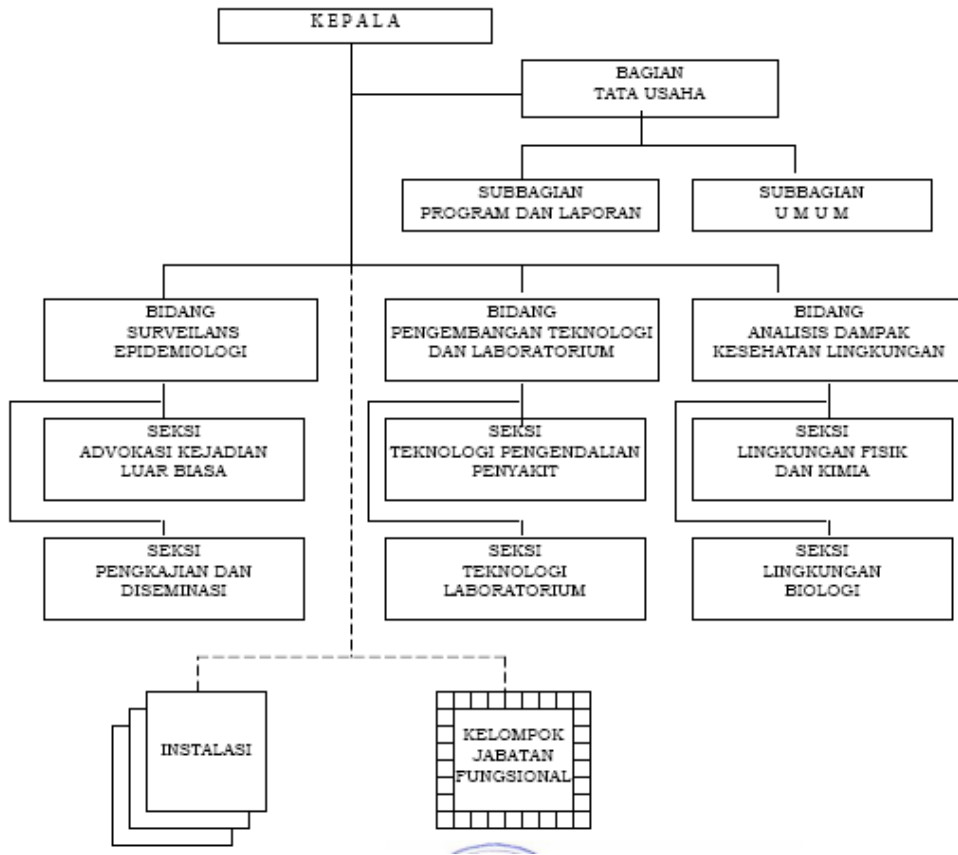 K E P A L A
BAGIAN
TATA USAHA
SUBBAGIAN
PROGRAM DAN LAPORAN
SUBBAGIAN
U M U M
BIDANG
SURVEILANS
EPIDEMIOLOGI
BIDANG
PENGEMBANGAN TEKNOLOGI
DAN LABORATORIUM
BIDANG
ANALISIS DAMPAK
KESEHATAN LINGKUNGAN
SEKSI
ADVOKASI KEJADIAN
LUAR BIASA
SEKSI
TEKNOLOGI PENGENDALIAN
PENYAKIT
SEKSI
LINGKUNGAN FISIK
DAN KIMIA
SEKSI
PENGKAJIAN DAN
DISEMINASI
SEKSI
TEKNOLOGI
LABORATORIUM
SEKSI
LINGKUNGAN
BIOLOGI
INSTALASI
KELOMPOK
JABATAN
FUNGSIONAL